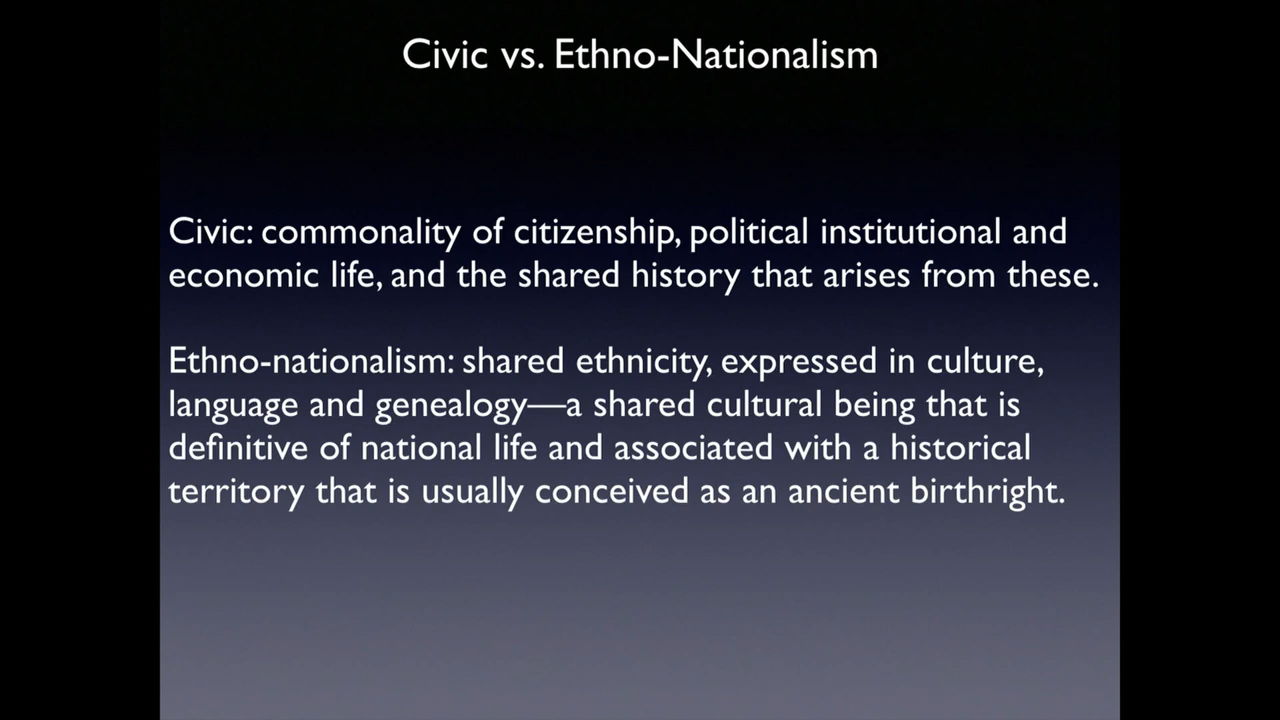 Civic vs. Ethno-Nationalism
Civic: commonality of citizenship, political institutional and
economic life, and the shared history that arises from these.
Ethno-nationalism: shared ethnicity, expressed in culture,
language and genealogy—a shared cultural being that is
definitive of national life and associated with a historical
territory that is usually conceived as an ancient birthright.